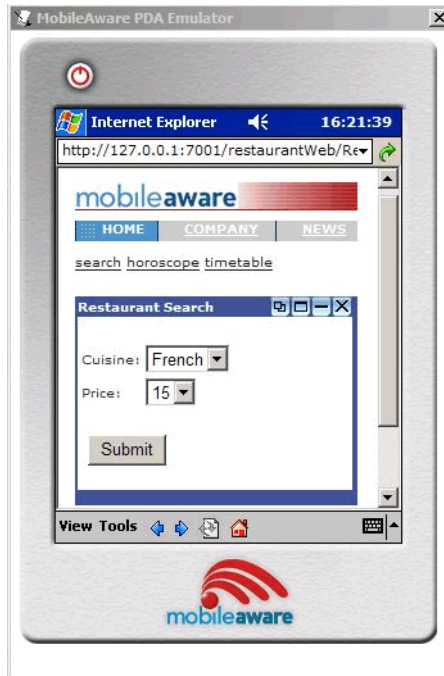 MobileAware PDA Emulator
Internet Explorer 16:21:39
http://127.0.0.1:7001/restaurantWeb/Re
mobileaware
HOME COMPANY NEWS
search horoscope timetable
Restaurant Search
Cuisine: French
Price: 15
Submit
View Tools
mobileaware